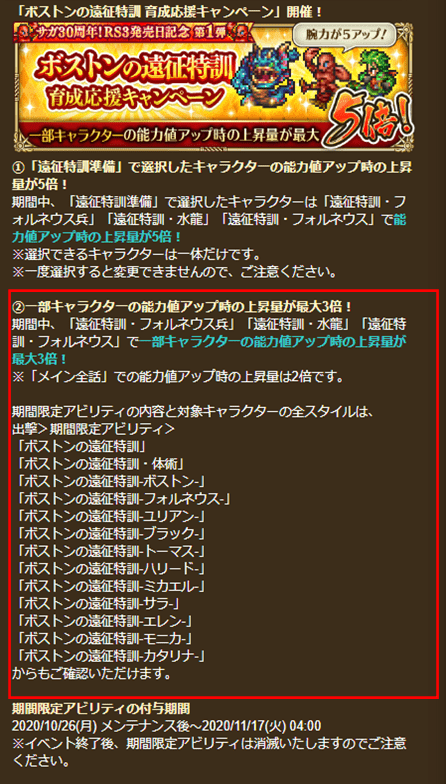 「ボストンの遠征特訓 育成応援キャンペーン」開催！
サガ30周年！RS3発売日記念 第1弾
腕力が5アップ！
ボストンの遠征特訓
育成応援キャンペーン
一部キャラクターの能力値アップ時の上昇量が最大
5倍！
①「遠征特訓準備」で選択したキャラクターの能力値アップ時の上昇
量が5倍！
期間中、「遠征特訓準備」で選択したキャラクターは「遠征特訓・フ
ォルネウス兵」「遠征特訓・水龍」「遠征特訓・フォルネウス」で能
力値アップ時の上昇量が5倍！
※選択できるキャラクターは一体だけです。
※一度選択すると変更できませんので、ご注意ください。
②一部キャラクターの能力値アップ時の上昇量が最大3倍！
期間中、「遠征特訓・フォルネウス兵」「遠征特訓・水龍」「遠征特
訓・フォルネウス」で一部キャラクターの能力値アップ時の上昇量が
最大3倍！
※「メイン全話」での能力値アップ時の上昇量は2倍です。
期間限定アビリティの内容と対象キャラクターの全スタイルは、
出撃＞期間限定アビリティ＞
「ボストンの遠征特訓」
「ボストンの遠征特訓・体術」
「ボストンの遠征特訓-ボストン-」
「ボストンの遠征特訓-フォルネウス-」
「ボストンの遠征特訓-ユリアン-」
「ボストンの遠征特訓-ブラック-」
「ボストンの遠征特訓-トーマス-」
「ボストンの遠征特訓-ハリード-」
「ボストンの遠征特訓-ミカエル-」
「ボストンの遠征特訓-サラ-」
「ボストンの遠征特訓-エレン-」
「ボストンの遠征特訓-モニカ-」
「ボストンの遠征特訓-カタリナ-」
からもご確認いただけます。
期間限定アビリティの付与期間
2020/10/26(月) メンテナンス後～2020/11/17(火) 04:00
※イベント終了後、期間限定アビリティは消滅いたしますのでご注意
ください。